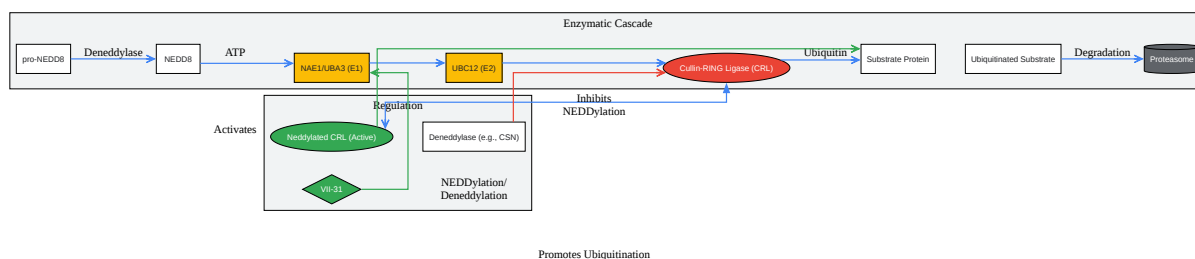 Enzymatic Cascade
pro-NEDD8
Deneddylase
NEDD8
ATP
NAE1/UBA3 (E1)
UBC12 (E2)
Cullin-RING Ligase (CRL)
Ubiquitin
Substrate Protein
Ubiquitinated Substrate
Degradation
Proteasome
Regulation
Inhibits
NEDDylation
Activates
Neddylated CRL (Active)
Deneddylase (e.g., CSN)
VII-31
NEDDylation/
Deneddylation
Promotes Ubiquitination